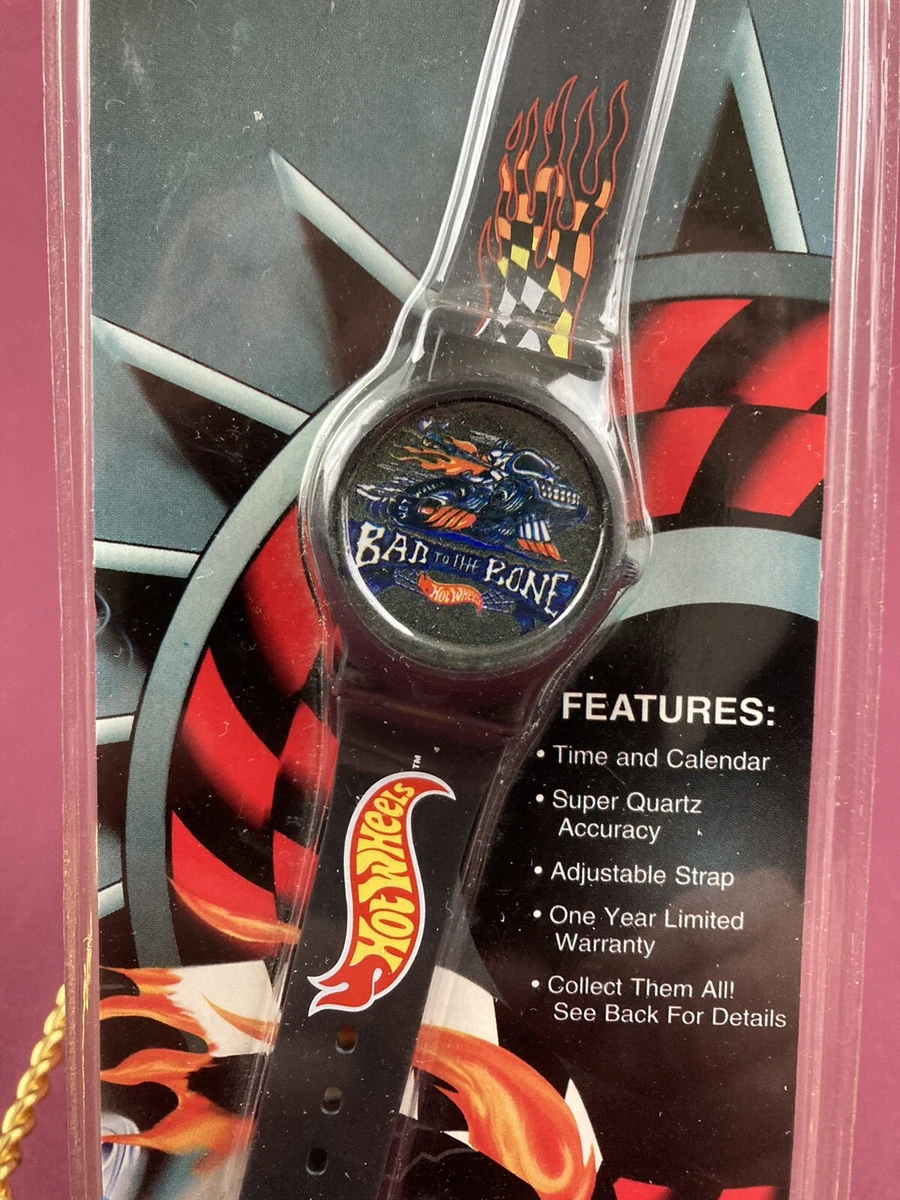 BAD TO THE BONE
HOT WHEELS
FEATURES:
• Time and Calendar
• Super Quartz
Accuracy
• Adjustable Strap
• One Year Limited
Warranty
• Collect Them All!
See Back For Details
HOT WHEELS™